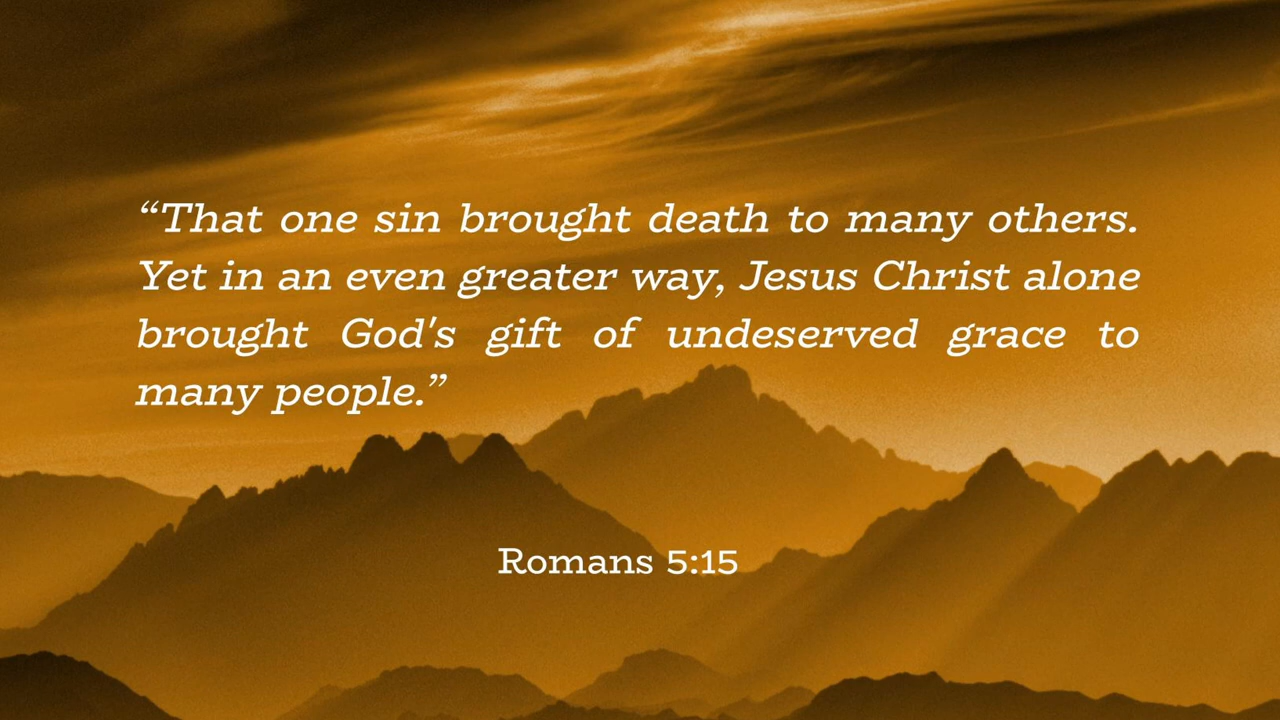 “That one sin brought death to many others.
Yet in an even greater way, Jesus Christ alone
brought God's gift of undeserved grace to
many people.”
Romans 5:15